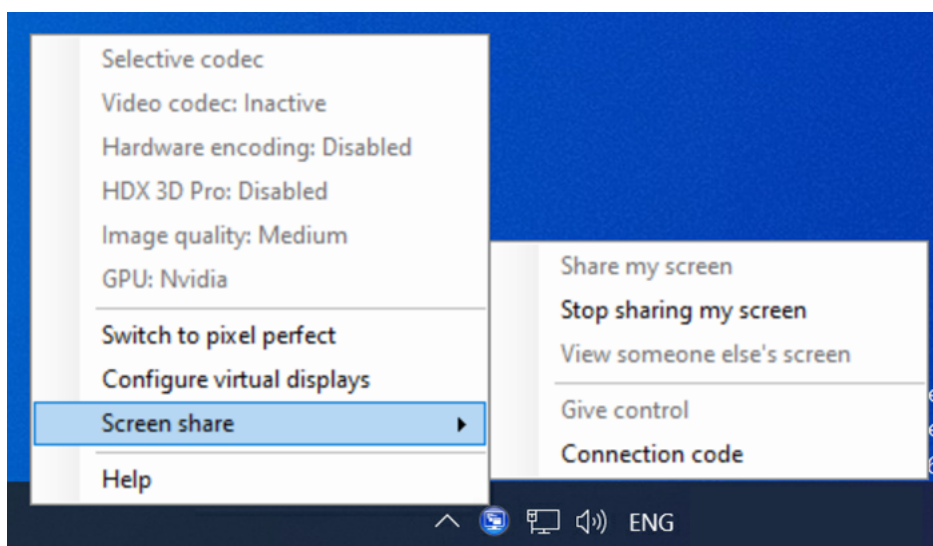 Selective codec
Video codec: Inactive
Hardware encoding: Disabled
HDX 3D Pro: Disabled
Image quality: Medium
GPU: Nvidia
Switch to pixel perfect
Configure virtual displays
Screen share
Help
Share my screen
Stop sharing my screen
View someone else's screen
Give control
Connection code
ENG